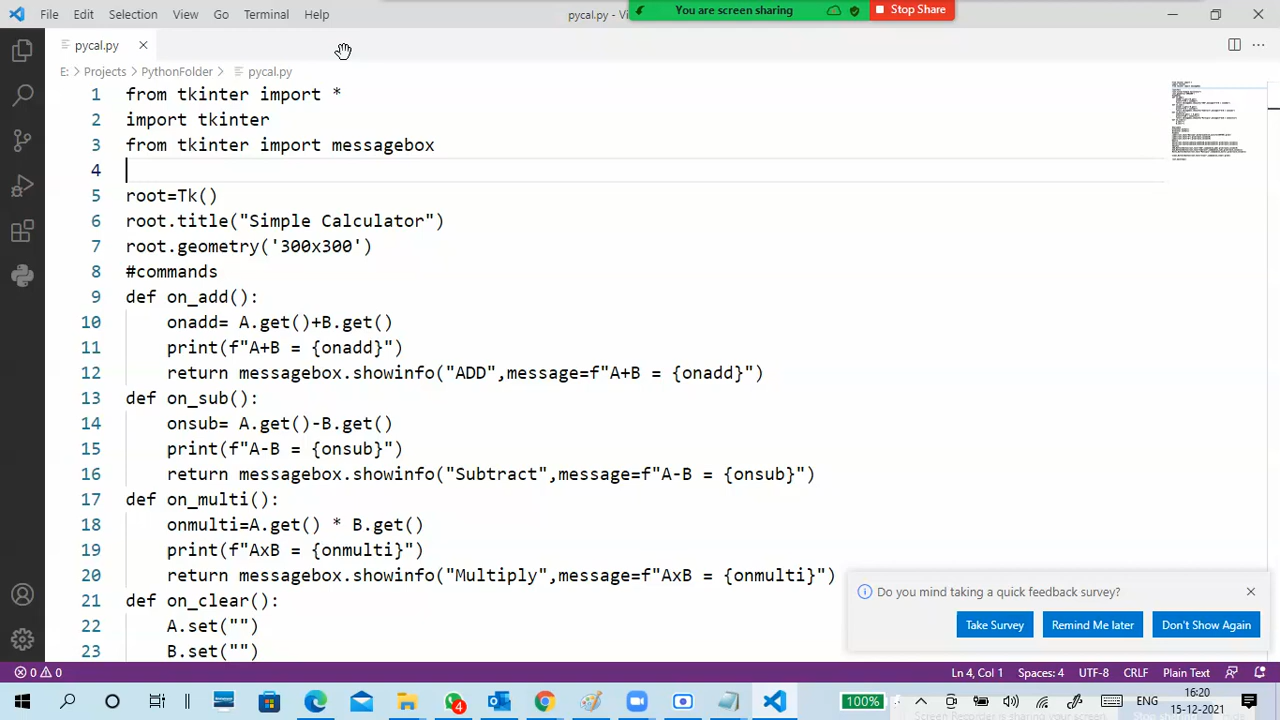 File Edit Selection View Go Terminal Help
pycal.py - Vi
You are screen sharing
Stop Share
pycal.py
E: > Projects > PythonFolder > pycal.py
1 from tkinter import *
2 import tkinter
3 from tkinter import messagebox
4
5 root=Tk()
6 root.title("Simple Calculator")
7 root.geometry('300x300')
8 #commands
9 def on_add():
10 onadd= A.get()+B.get()
11 print(f"A+B = {onadd}")
12 return messagebox.showinfo("ADD",message=f"A+B = {onadd}")
13 def on_sub():
14 onsub= A.get()-B.get()
15 print(f"A-B = {onsub}")
16 return messagebox.showinfo("Subtract",message=f"A-B = {onsub}")
17 def on_multi():
18 onmulti=A.get() * B.get()
19 print(f"AxB = {onmulti}")
20 return messagebox.showinfo("Multiply",message=f"AxB = {onmulti}")
21 def on_clear():
22 A.set("")
23 B.set("")
Do you mind taking a quick feedback survey?
Take Survey Remind Me later Don't Show Again
0 0 Ln 4, Col 1 Spaces: 4 UTF-8 CRLF Plain Text
4
100%
ENG
16:20
15-12-2021